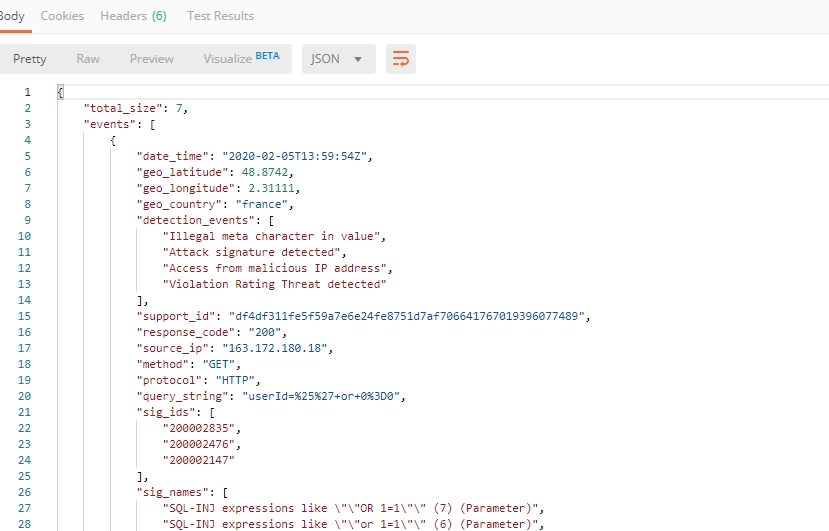 Body Cookies Headers (6) Test Results
Pretty Raw Preview Visualize BETA JSON
1 {
2 "total_size": 7,
3 "events": [
4 {
5 "date_time": "2020-02-05T13:59:54Z",
6 "geo_latitude": 48.8742,
7 "geo_longitude": 2.31111,
8 "geo_country": "france",
9 "detection_events": [
10 "Illegal meta character in value",
11 "Attack signature detected",
12 "Access from malicious IP address",
13 "Violation Rating Threat detected"
14 ],
15 "support_id": "df4df311fe5f59a7e6e24fe8751d7af706641767019396077489",
16 "response_code": "200",
17 "source_ip": "163.172.180.18",
18 "method": "GET",
19 "protocol": "HTTP",
20 "query_string": "userId=%25%27+or+0%3D0",
21 "sig_ids": [
22 "200002835",
23 "200002476",
24 "200002147"
25 ],
26 "sig_names": [
27 "SQL-INJ expressions like \"\"OR 1=1\"\" (7) (Parameter)",
28 "SQL-INJ expressions like \"\"or 1=1\"\" (6) (Parameter)",